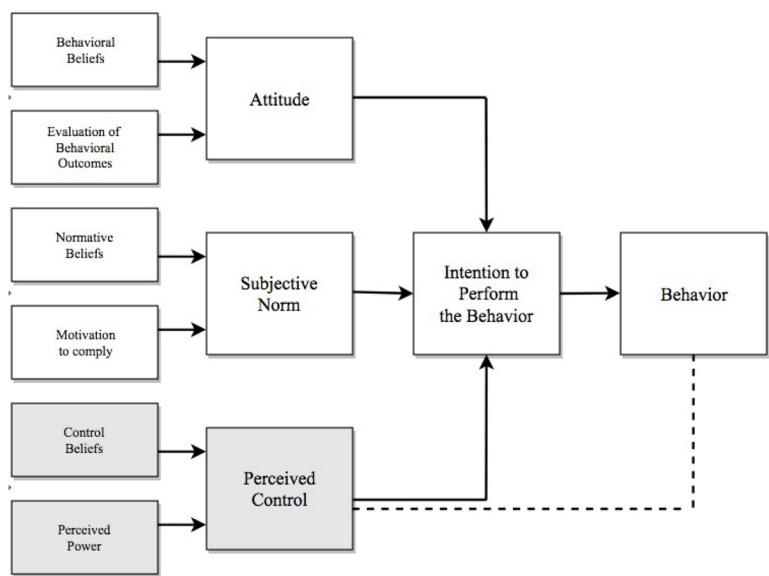 Behavioral
Beliefs
Evaluation of
Behavioral
Outcomes
Attitude
Normative
Beliefs
Motivation
to comply
Subjective
Norm
Control
Beliefs
Perceived
Power
Perceived
Control
Intention to
Perform
the Behavior
Behavior